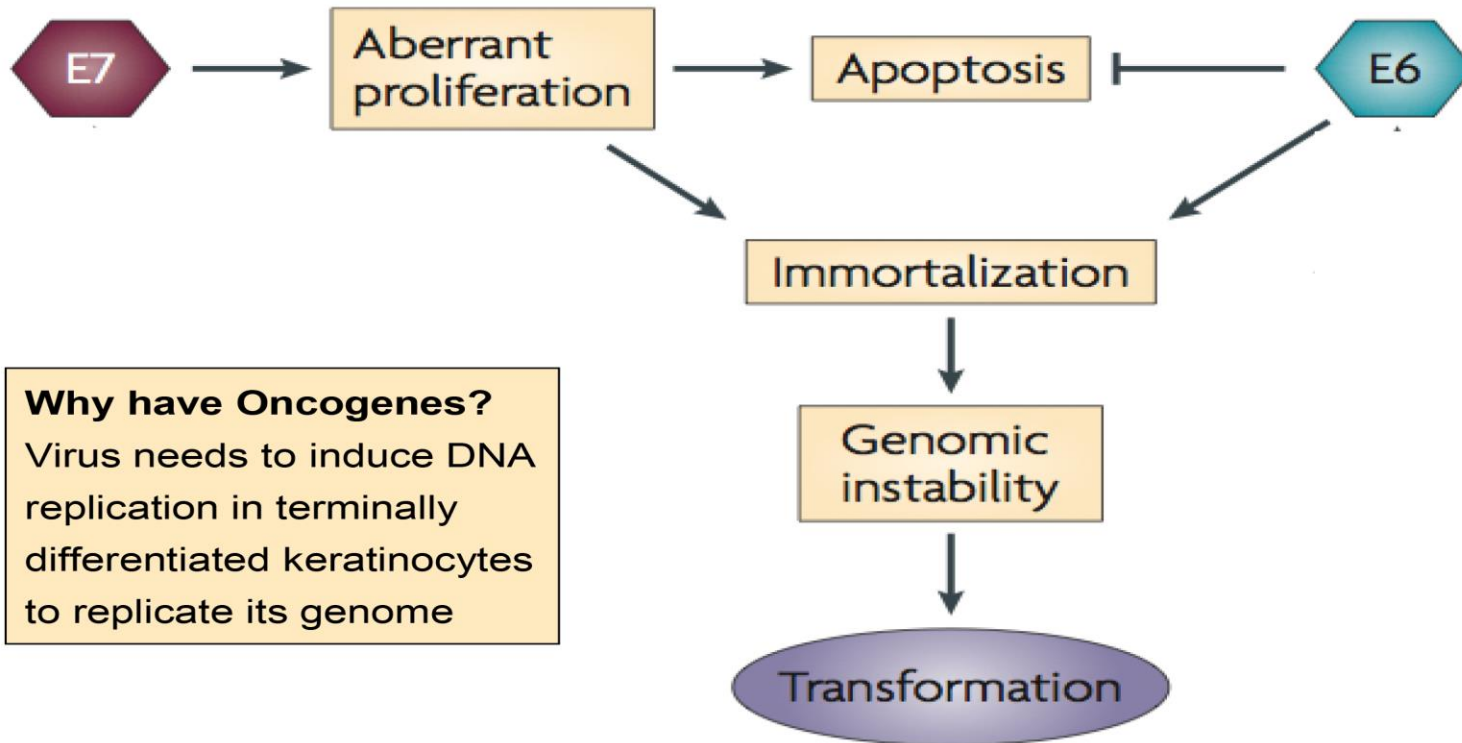 E7
Aberrant
proliferation
Apoptosis
E6
Immortalization
Genomic
instability
Transformation
Why have Oncogenes?
Virus needs to induce DNA
replication in terminally
differentiated keratinocytes
to replicate its genome